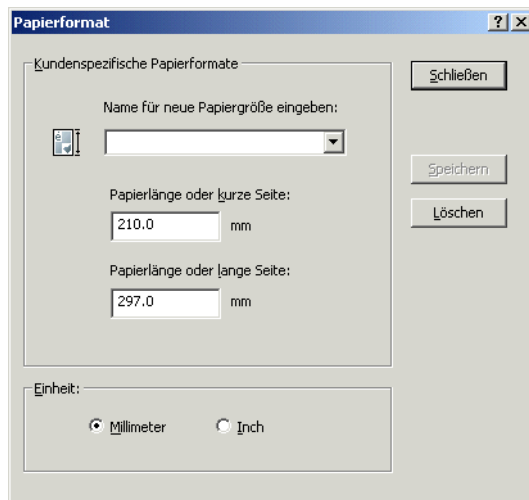 Papierformat
Kundenspezifische Papierformate
Schließen
Name für neue Papiergröße eingeben:
Speichern
Papierlänge oder kurze Seite:
210.0 mm
Löschen
Papierlänge oder lange Seite:
297.0 mm
Einheit:
Millimeter Inch